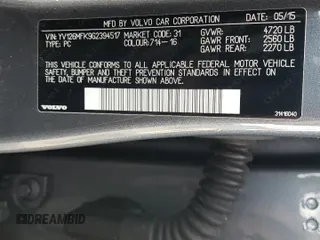 MFD BY VOLVO CAR CORPORATION DATE 05/15
VIN: YV126MFK9G2394517 MARKET: 31 GVWR: 4720 LB
TYPE: PC COLOUR: 714-16 GAWR FRONT 2560 LB
GAWR REAR 2270 LB
THIS VEHICLE CONFORMS TO ALL APPLICABLE FEDERAL MOTOR VEHICLE SAFETY, BUMPER, AND THEFT PREVENTION STANDARDS IN EFFECT ON THE DATE OF MANUFACTURE SHOWN ABOVE.
VOLVO 31416040
DREAMBID